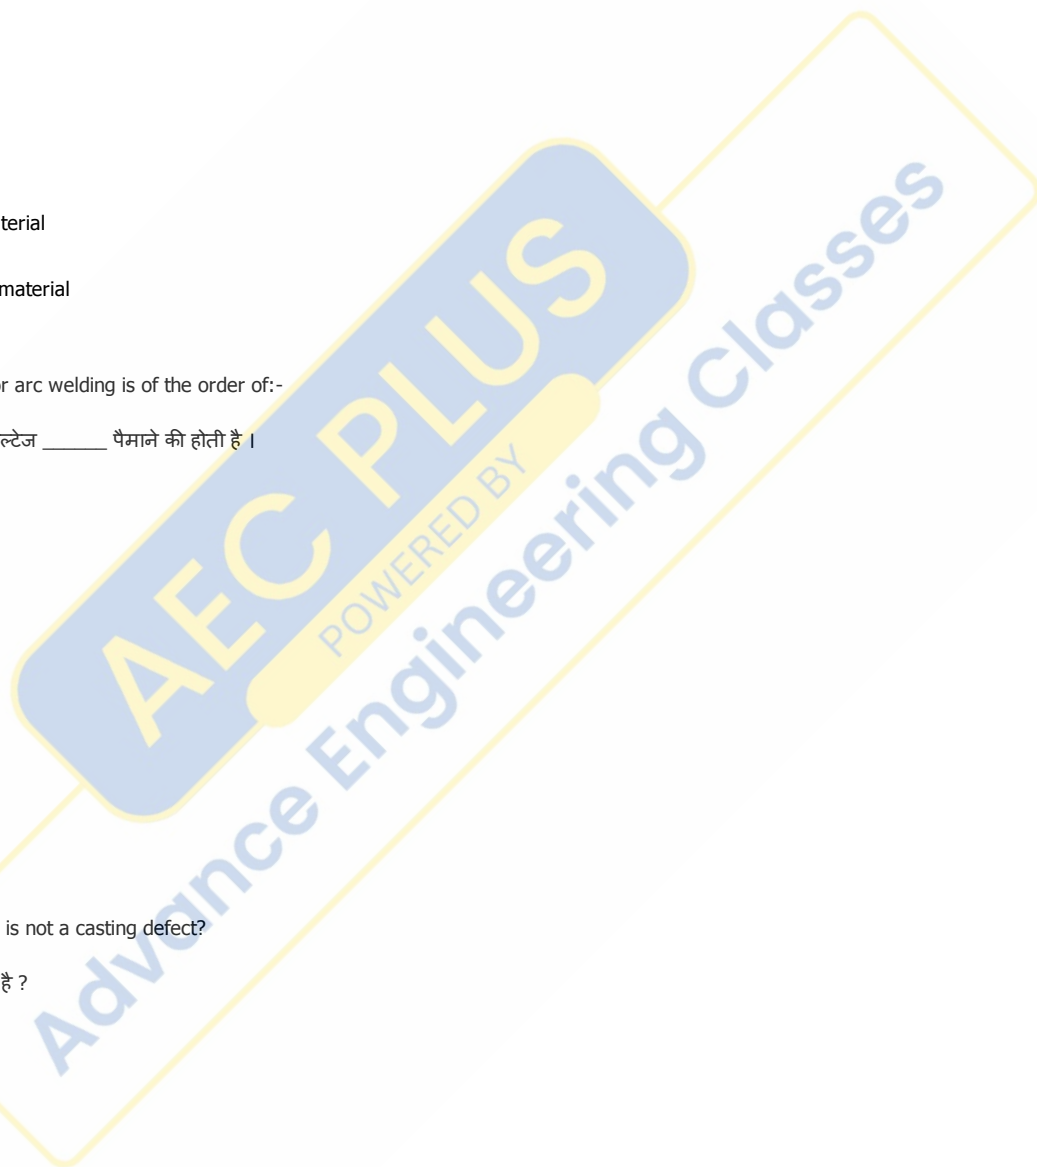 terial
material
r arc welding is of the order of:-
ल्टेज ______ पैमाने की होती है ।
is not a casting defect?
है ?
AEC PLUS
POWERED BY
Advance Engineering Classes